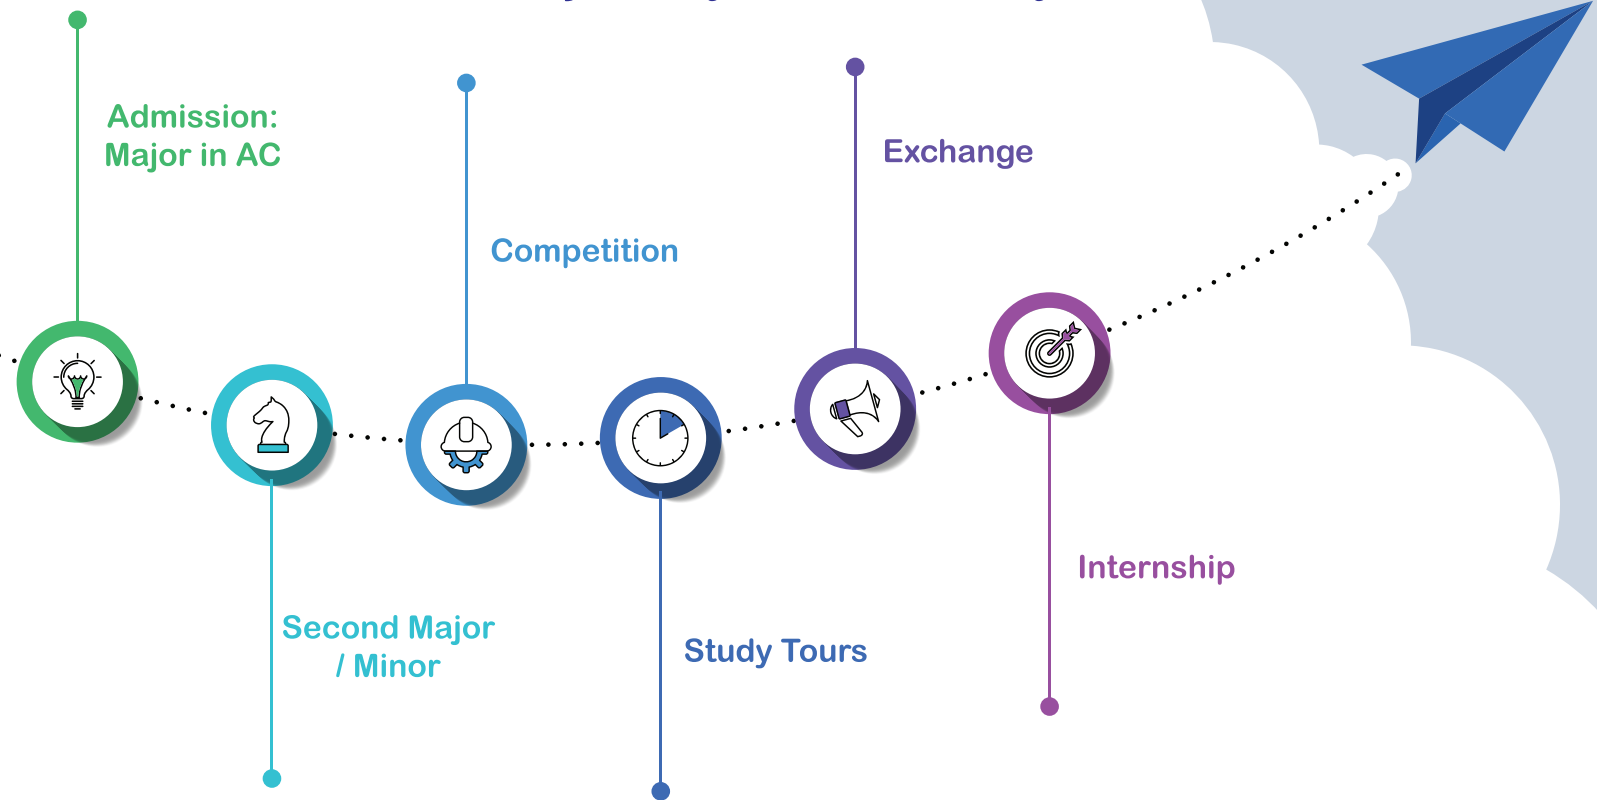 Admission:
Major in AC
Second Major
/ Minor
Competition
Study Tours
Exchange
Internship